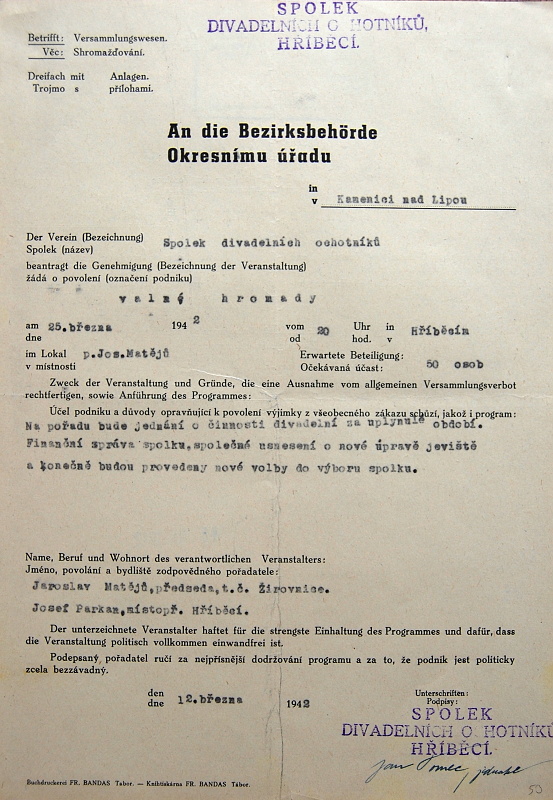 SPOLEK
DIVADELNÍCH OCHOTNÍKŮ,
HŘÍBĚCÍ.
Betrifft: Versammlungswesen.
Věc: Shromažďování.
Dreifach mit Anlagen.
Trojmo s přílohami.
An die Bezirksbehörde
Okresnímu úřadu
in
v Kamenici nad Lipou
Der Verein (Bezeichnung)
Spolek (název) Spolek divadelních ochotníků
beantragt die Genehmigung (Bezeichnung der Veranstaltung)
žádá o povolení (označení podniku)
valné hromady
am 25.března 1942 vom 20 Uhr in Hříběcím
dne od hod. v
im Lokal p.Jos.Matějů Erwartete Beteiligung:
v místnosti Očekávaná účast: 50 osob
Zweck der Veranstaltung und Gründe, die eine Ausnahme vom allgemeinen Versammlungsverbot
rechtfertigen, sowie Anführung des Programmes:
Účel podniku a důvody opravňující k povolení výjimky z všeobecného zákazu schůzí, jakož i program:
Na pořadu bude jednání o činnosti divadelní za uplynulé období.
Finanční správa spolku,společné usnesení o nové úpravě jeviště
a konečně budou provedeny nové volby do výboru spolku.
Name, Beruf und Wohnort des verantwortlichen Veranstalters:
Jméno, povolání a bydliště zodpovědného pořadatele:
Jaroslav Matějů,předseda,t.č. Žirovnice.
Josef Parkan,místopř. Hříběcí.
Der unterzeichnete Veranstalter haftet für die strengste Einhaltung des Programmes und dafür, dass
die Veranstaltung politisch vollkommen einwandfrei ist.
Podepsaný pořadatel ručí za nejpřísnější dodržování programu a za to, že podnik jest politicky
zcela bezzávadný.
den
dne 12.března 1942
Unterschriften:
Podpisy:
SPOLEK
DIVADELNÍCH OCHOTNÍKŮ
HŘÍBĚCÍ.
Jan Tomec jednatel
Buchdruckerei FR. BANDAS Tabor. — Knihtiskárna FR. BANDAS Tábor.